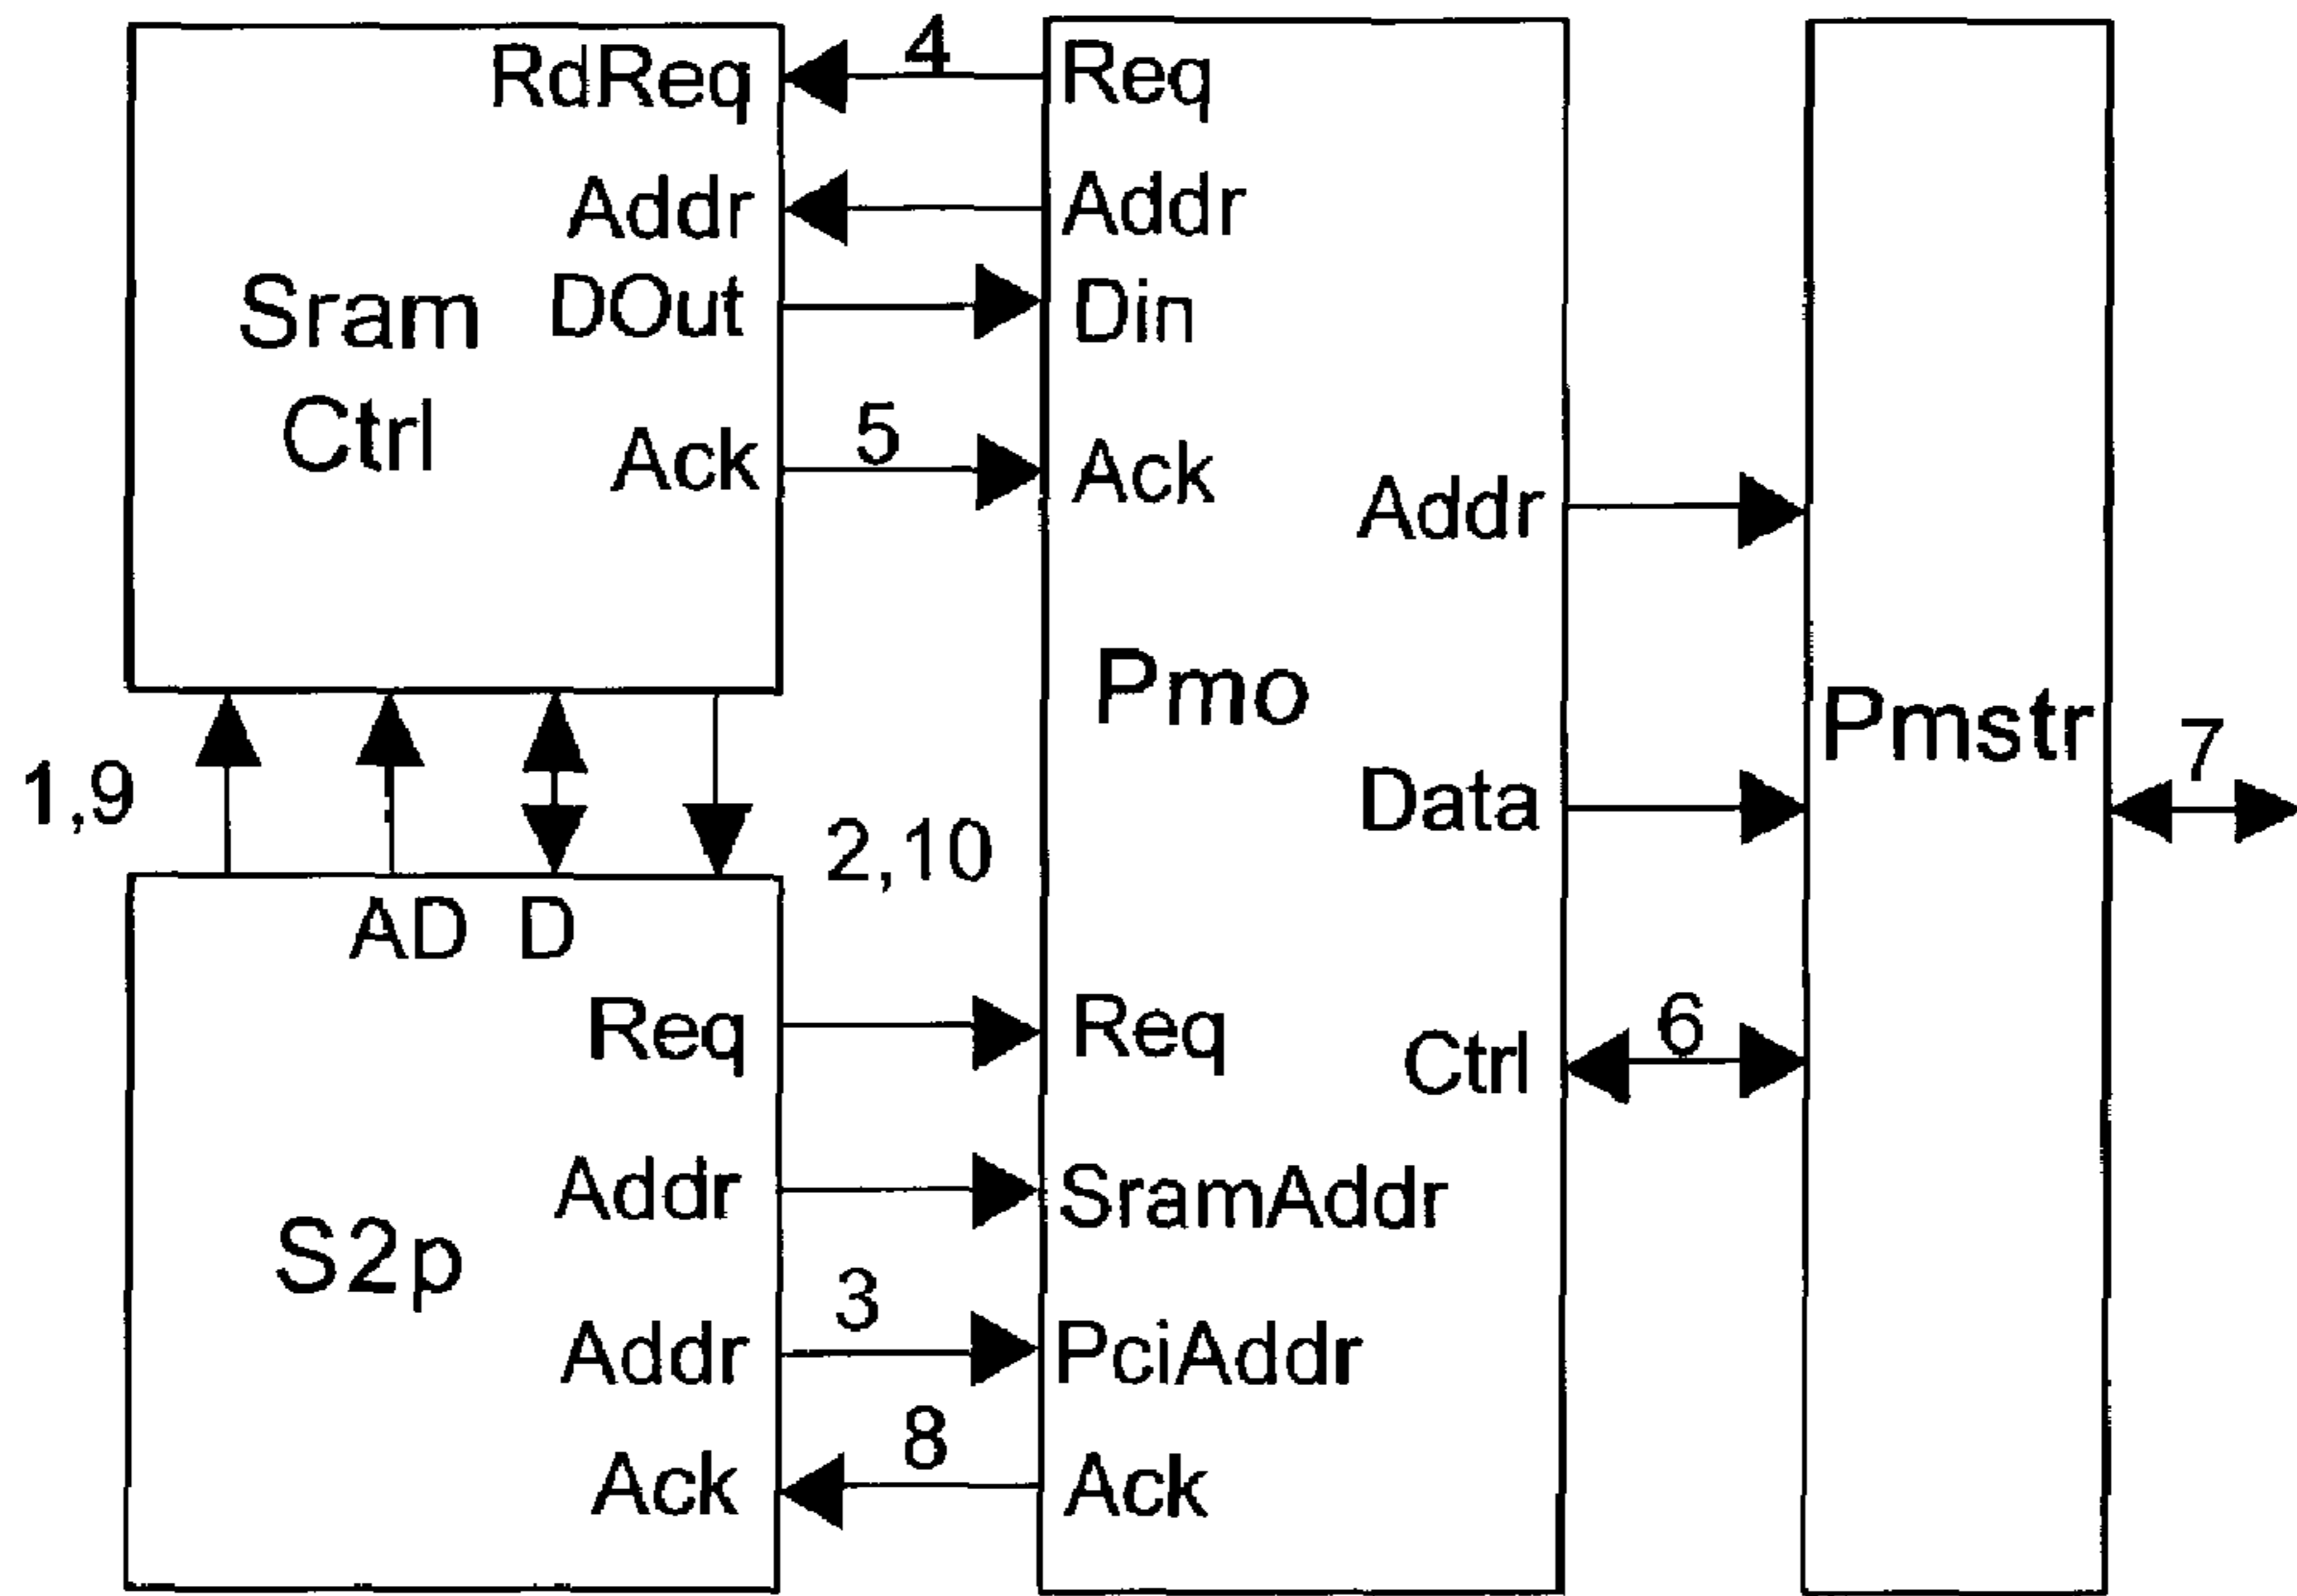 RdReq 4 Req
Addr Addr
Sram DOut Din
Ctrl Ack 5 Ack
Addr
Pmo
Pmstr
7
1,9 Data
2,10
AD D
Req Req
Ctrl 6
Addr SramAddr
S2p
3
Addr PciAddr
8
Ack Ack